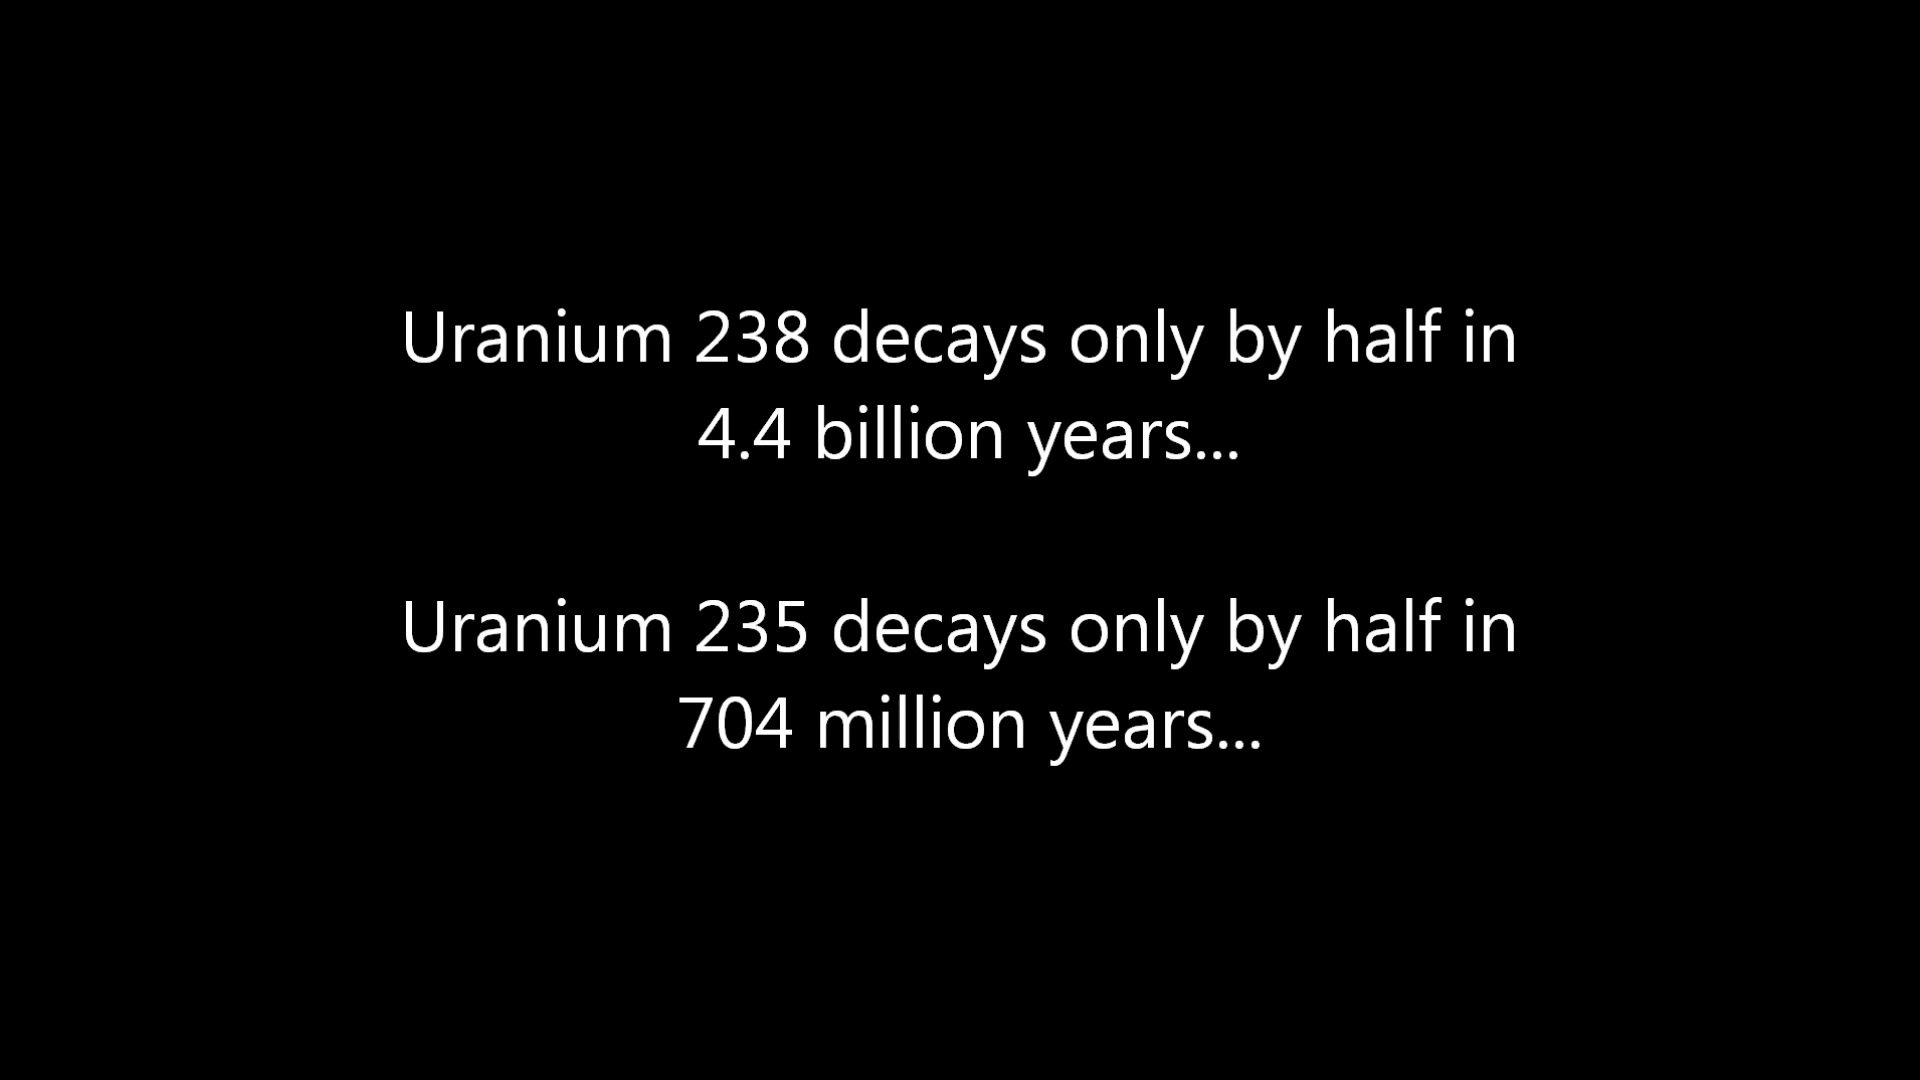 Uranium 238 decays only by half in
4.4 billion years...
Uranium 235 decays only by half in
704 million years...